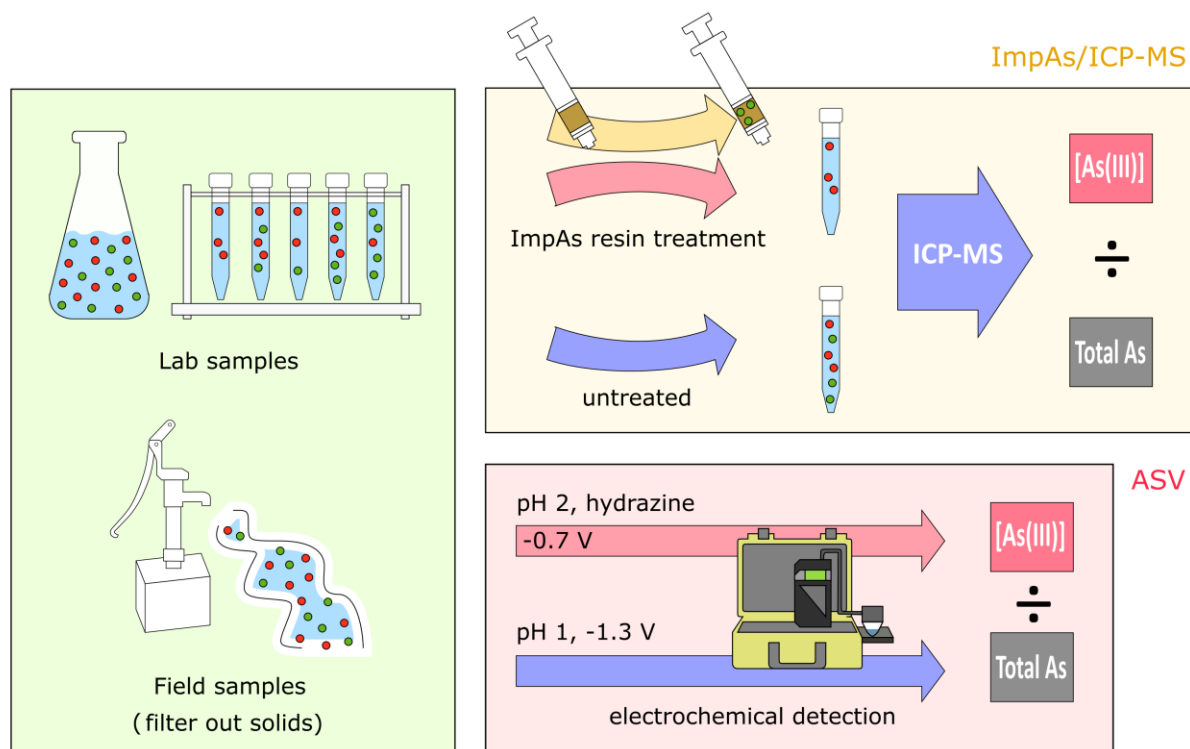 Lab samples
Field samples
(filter out solids)
ImpAs/ICP-MS
ImpAs resin treatment
untreated
ICP-MS
[As(III)]
÷
Total As
ASV
pH 2, hydrazine
-0.7 V
pH 1, -1.3 V
electrochemical detection
[As(III)]
÷
Total As